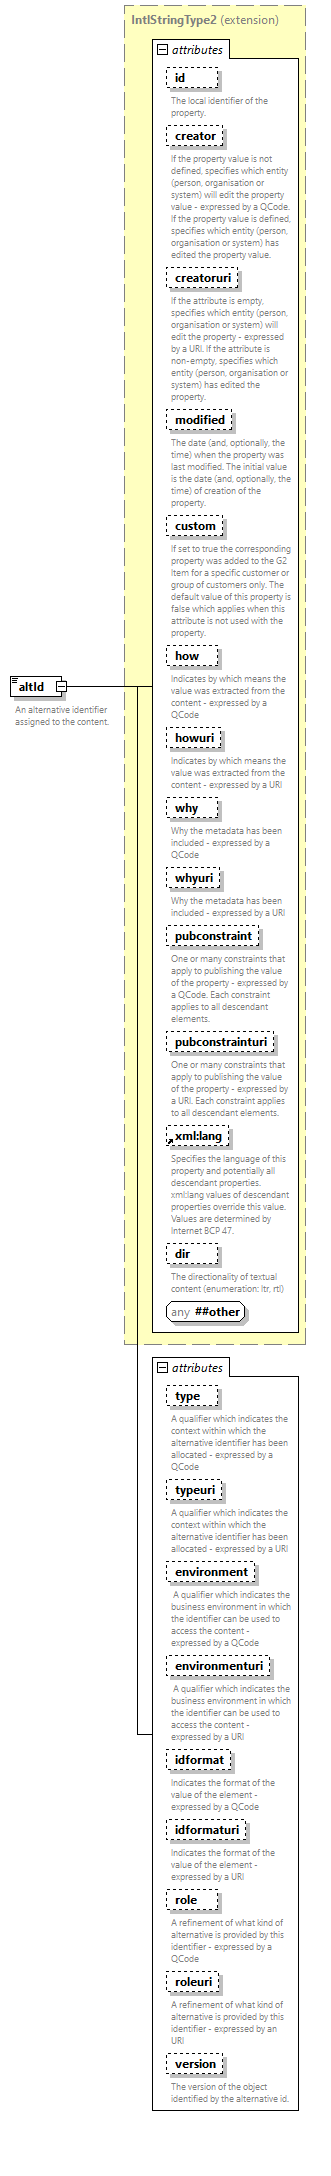 IntlStringType2 (extension)
attributes
id
The local identifier of the
property.
creator
If the property value is not
defined, specifies which entity
(person, organisation or
system) will edit the property
value - expressed by a QCode.
If the property value is defined,
specifies which entity (person,
organisation or system) has
edited the property value.
creatoruri
If the attribute is empty,
specifies which entity (person,
organisation or system) will
edit the property - expressed
by a URI. If the attribute is
non-empty, specifies which
entity (person, organisation or
system) has edited the
property.
modified
The date (and, optionally, the
time) when the property was
last modified. The initial value
is the date (and, optionally, the
time) of creation of the
property.
custom
If set to true the corresponding
property was added to the G2
Item for a specific customer or
group of customers only. The
default value of this property is
false which applies when this
attribute is not used with the
property.
how
Indicates by which means the
value was extracted from the
content - expressed by a
QCode
altId
An alternative identifier
assigned to the content.
howuri
Indicates by which means the
value was extracted from the
content - expressed by a URI
why
Why the metadata has been
included - expressed by a
QCode
whyuri
Why the metadata has been
included - expressed by a URI
pubconstraint
One or many constraints that
apply to publishing the value
of the property - expressed by
a QCode. Each constraint
applies to all descendant
elements.
pubconstrainturi
One or many constraints that
apply to publishing the value
of the property - expressed by
a URI. Each constraint applies
to all descendant elements.
xml:lang
Specifies the language of this
property and potentially all
descendant properties.
xml:lang values of descendant
properties override this value.
Values are determined by
Internet BCP 47.
dir
The directionality of textual
content (enumeration: ltr, rtl)
any ##other
attributes
type
A qualifier which indicates the
context within which the
alternative identifier has been
allocated - expressed by a
QCode
typeuri
A qualifier which indicates the
context within which the
alternative identifier has been
allocated - expressed by a URI
environment
A qualifier which indicates the
business environment in which
the identifier can be used to
access the content -
expressed by a QCode
environmenturi
A qualifier which indicates the
business environment in which
the identifier can be used to
access the content -
expressed by a URI
idformat
Indicates the format of the
value of the element -
expressed by a QCode
idformaturi
Indicates the format of the
value of the element -
expressed by a URI
role
A refinement of what kind of
alternative is provided by this
identifier - expressed by a
QCode
roleuri
A refinement of what kind of
alternative is provided by this
identifier - expressed by an
URI
version
The version of the object
identified by the alternative id.